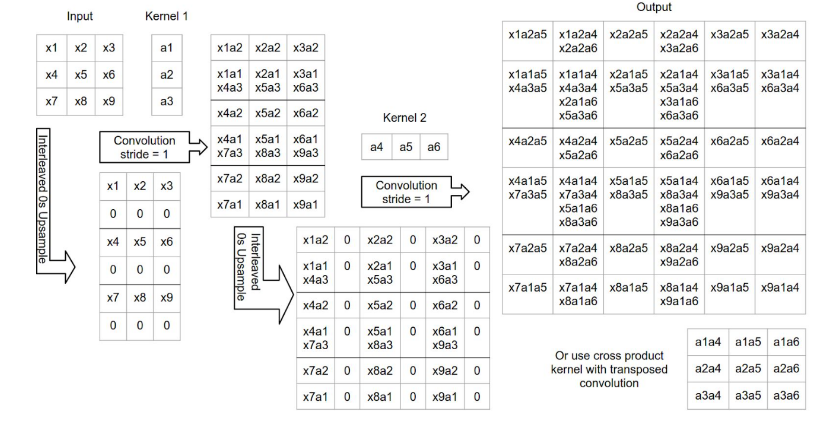 Input
x1 x2 x3
x4 x5 x6
x7 x8 x9
Kernel 1
a1
a2
a3
Interleaved 0s Upsample
Convolution
stride = 1
x1 x2 x3
0 0 0
x4 x5 x6
0 0 0
x7 x8 x9
0 0 0
x1a2 x2a2 x3a2
x1a1 x2a1 x3a1
x4a3 x5a3 x6a3
x4a2 x5a2 x6a2
x4a1 x5a1 x6a1
x7a3 x8a3 x9a3
x7a2 x8a2 x9a2
x7a1 x8a1 x9a1
Interleaved
0s Upsample
Kernel 2
a4 a5 a6
Convolution
stride = 1
x1a2 0 x2a2 0 x3a2 0
x1a1 0 x2a1 0 x3a1 0
x4a3 x5a3 x6a3
x4a2 0 x5a2 0 x6a2 0
x4a1 0 x5a1 0 x6a1 0
x7a3 x8a3 x9a3
x7a2 0 x8a2 0 x9a2 0
x7a1 0 x8a1 0 x9a1 0
Output
x1a2a5 x1a2a4 x2a2a5 x2a2a4 x3a2a5 x3a2a4
x2a2a6 x3a2a6
x1a1a5 x1a1a4 x2a1a5 x2a1a4 x3a1a5 x3a1a4
x4a3a5 x4a3a4 x5a3a5 x5a3a4 x6a3a5 x6a3a4
x2a1a6 x3a1a6
x5a3a6 x6a3a6
x4a2a5 x4a2a4 x5a2a5 x5a2a4 x6a2a5 x6a2a4
x5a2a6 x6a2a6
x4a1a5 x4a1a4 x5a1a5 x5a1a4 x6a1a5 x6a1a4
x7a3a5 x7a3a4 x8a3a5 x8a3a4 x9a3a5 x9a3a4
x5a1a6 x8a1a6
x8a3a6 x9a3a6
x7a2a5 x7a2a4 x8a2a5 x8a2a4 x9a2a5 x9a2a4
x8a2a6 x9a2a6
x7a1a5 x7a1a4 x8a1a5 x8a1a4 x9a1a5 x9a1a4
x8a1a6 x9a1a6
Or use cross product
kernel with transposed
convolution
a1a4 a1a5 a1a6
a2a4 a2a5 a2a6
a3a4 a3a5 a3a6